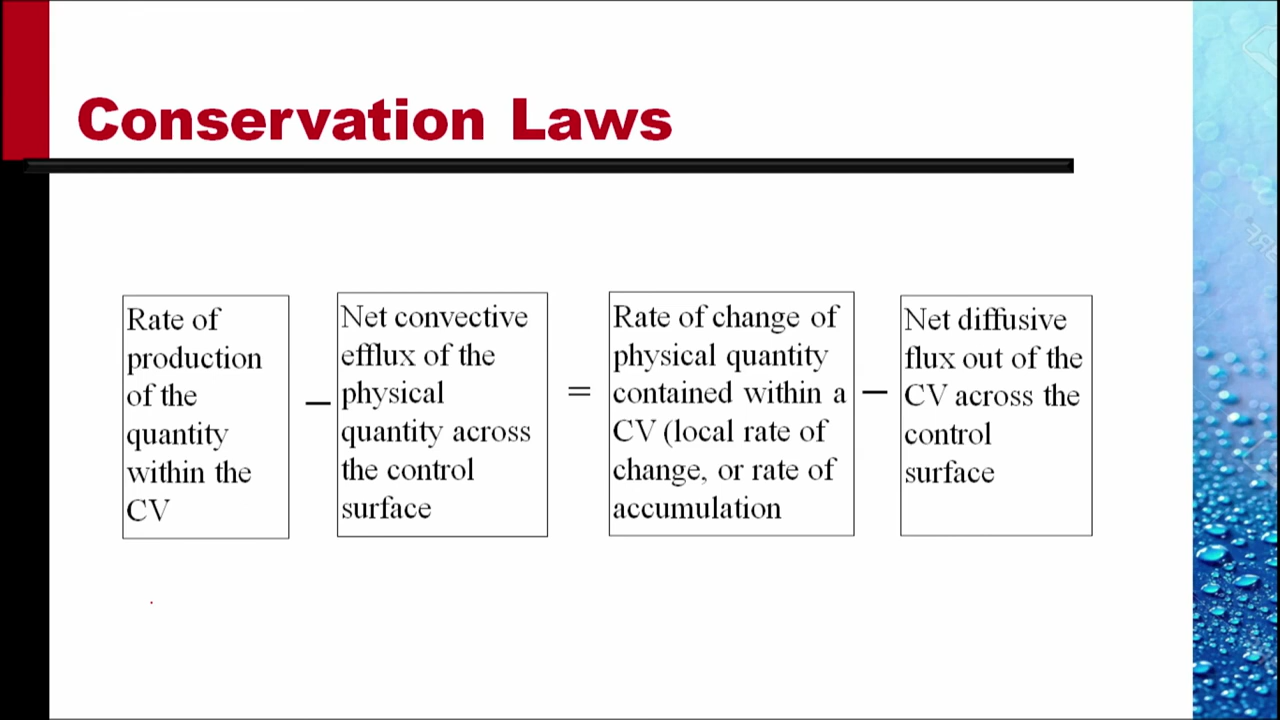 Conservation Laws
Rate of
production
of the
quantity
within the
CV
–
Net convective
efflux of the
physical
quantity across
the control
surface
=
Rate of change of
physical quantity
contained within a
CV (local rate of
change, or rate of
accumulation
–
Net diffusive
flux out of the
CV across the
control
surface